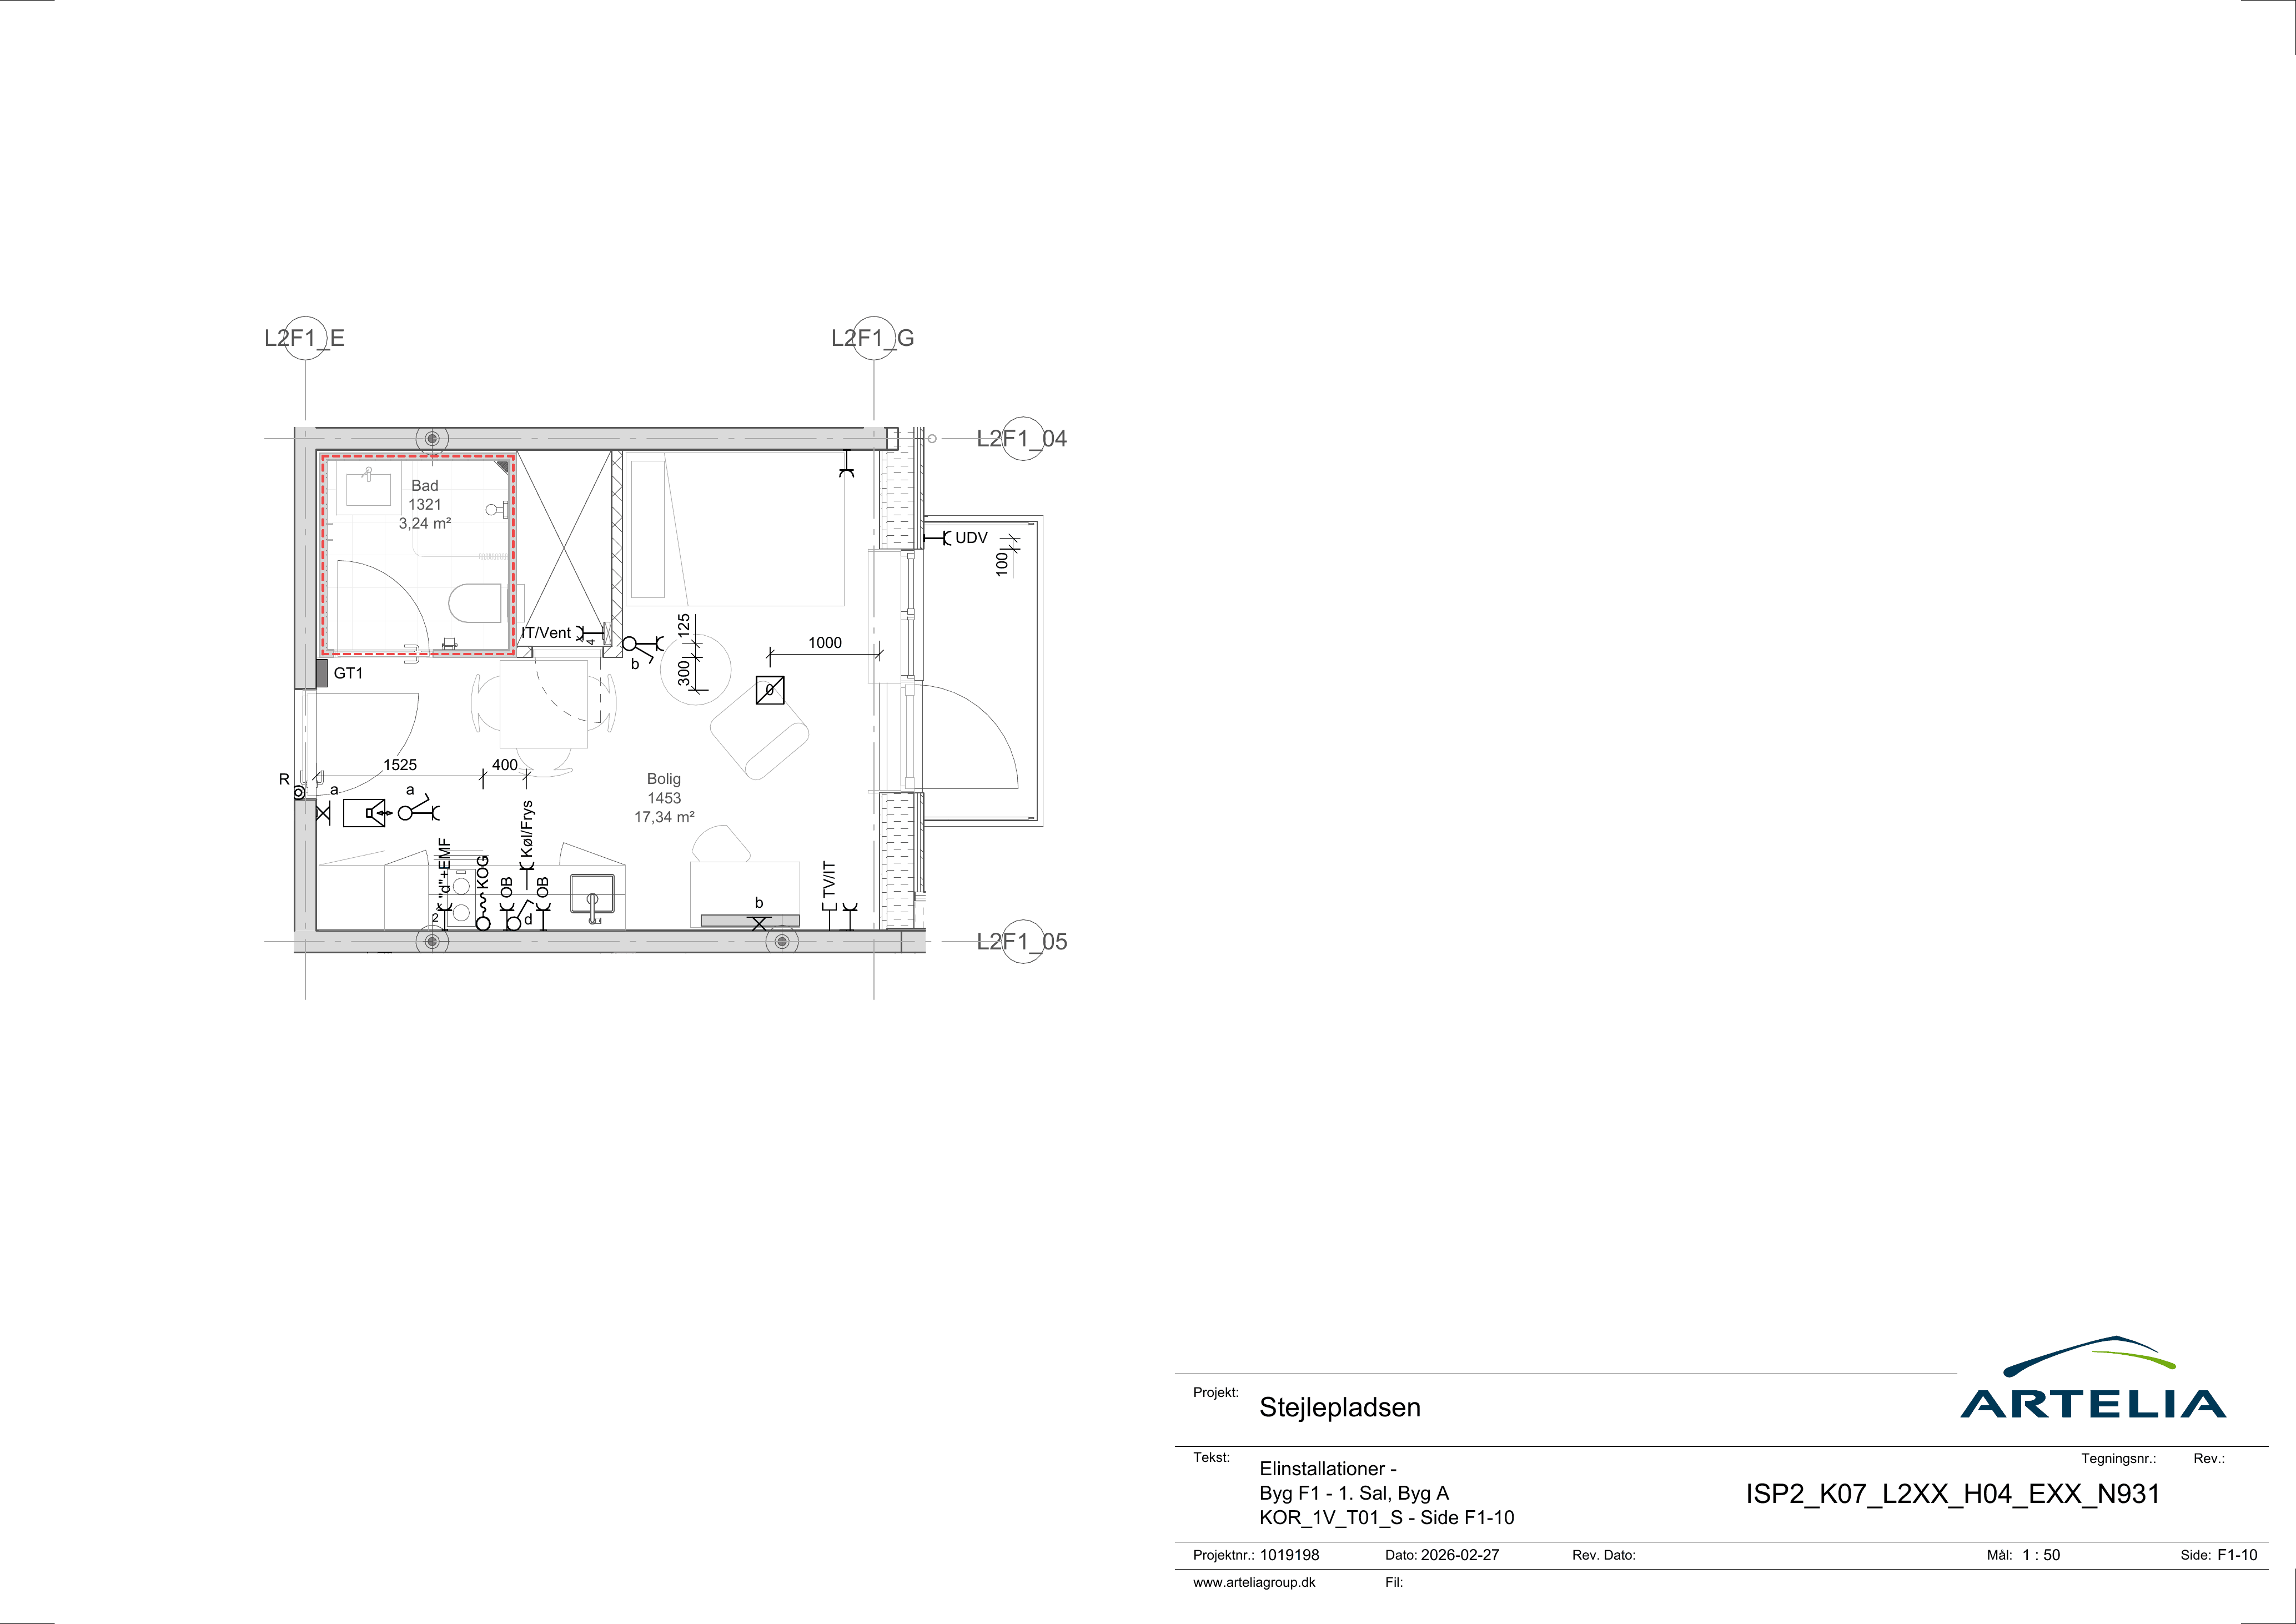 L2F1_E
L2F1_G
L2F1_04
Bad
1321
3,24 m²
UDV
100
IT/Vent
4
b
125
300
1000
GT1
0
1525
400
R
a
a
Bolig
1453
17,34 m²
"d"+EMF
2
KOG
OB
Køl/Frys
d
OB
b
TV/IT
L2F1_05
ARTELIA
Projekt:
Stejlepladsen
Tekst:
Elinstallationer -
Byg F1 - 1. Sal, Byg A
KOR_1V_T01_S - Side F1-10
Tegningsnr.: Rev.:
ISP2_K07_L2XX_H04_EXX_N931
Projektnr.: 1019198 Dato: 2026-02-27 Rev. Dato: Mål: 1 : 50 Side: F1-10
www.arteliagroup.dk Fil: